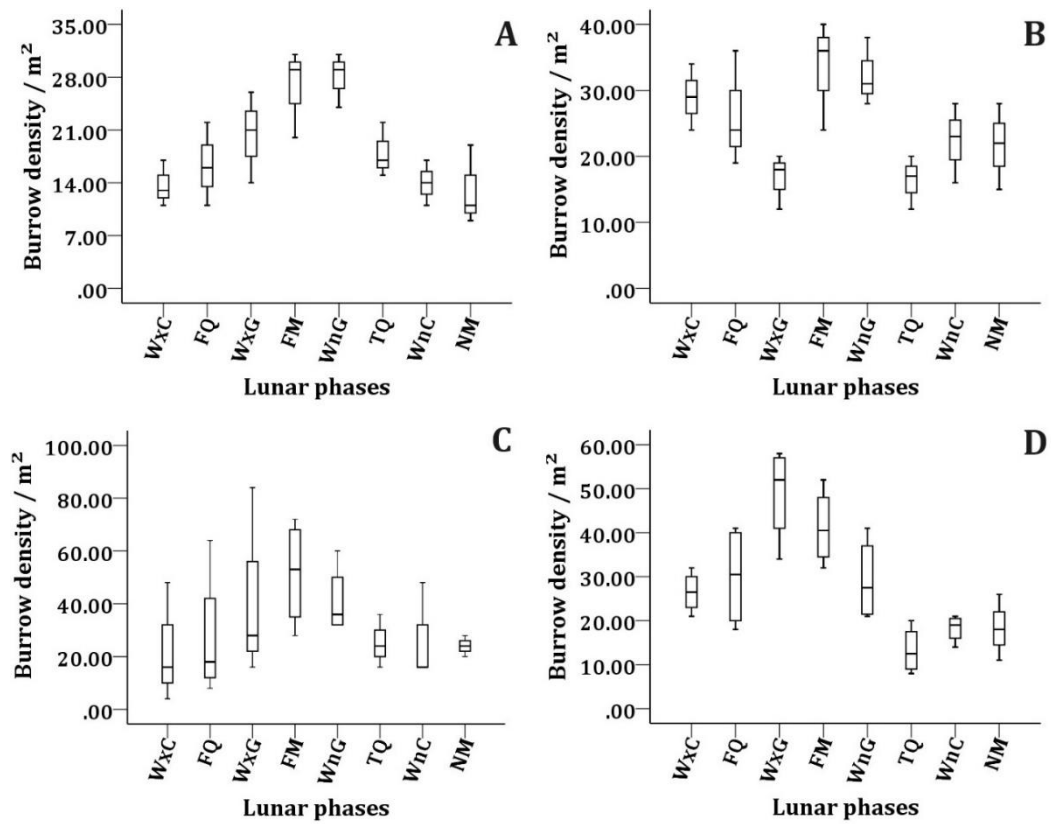 A
Burrow density / m²
35.00
28.00
21.00
14.00
7.00
.00
WxC FQ WxG FM WnG TQ WnC NM
Lunar phases
B
Burrow density / m²
40.00
30.00
20.00
10.00
.00
WxC FQ WxG FM WnG TQ WnC NM
Lunar phases
C
Burrow density / m²
100.00
80.00
60.00
40.00
20.00
.00
WxC FQ WxG FM WnG TQ WnC NM
Lunar phases
D
Burrow density / m²
60.00
50.00
40.00
30.00
20.00
10.00
.00
WxC FQ WxG FM WnG TQ WnC NM
Lunar phases